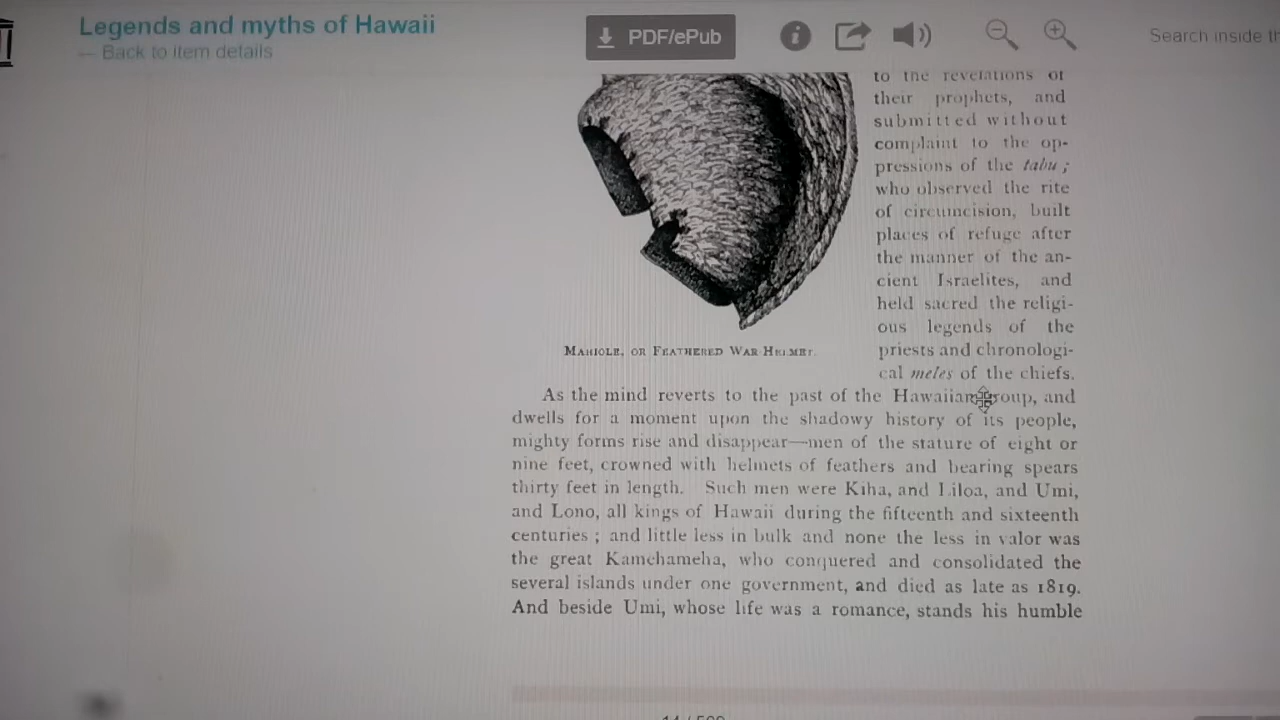 Legends and myths of Hawaii
— Back to item details
PDF/ePub
Search inside
to the revelations of
their prophets, and
submitted without
complaint to the op-
pressions of the tabu ;
who observed the rite
of circumcision, built
places of refuge after
the manner of the an-
cient Israelites, and
held sacred the religi-
ous legends of the
priests and chronologi-
cal meles of the chiefs.
Mahiole, or Feathered War Helmet.
As the mind reverts to the past of the Hawaiian group, and
dwells for a moment upon the shadowy history of its people,
mighty forms rise and disappear—men of the stature of eight or
nine feet, crowned with helmets of feathers and bearing spears
thirty feet in length. Such men were Kiha, and Liloa, and Umi,
and Lono, all kings of Hawaii during the fifteenth and sixteenth
centuries ; and little less in bulk and none the less in valor was
the great Kamehameha, who conquered and consolidated the
several islands under one government, and died as late as 1819.
And beside Umi, whose life was a romance, stands his humble